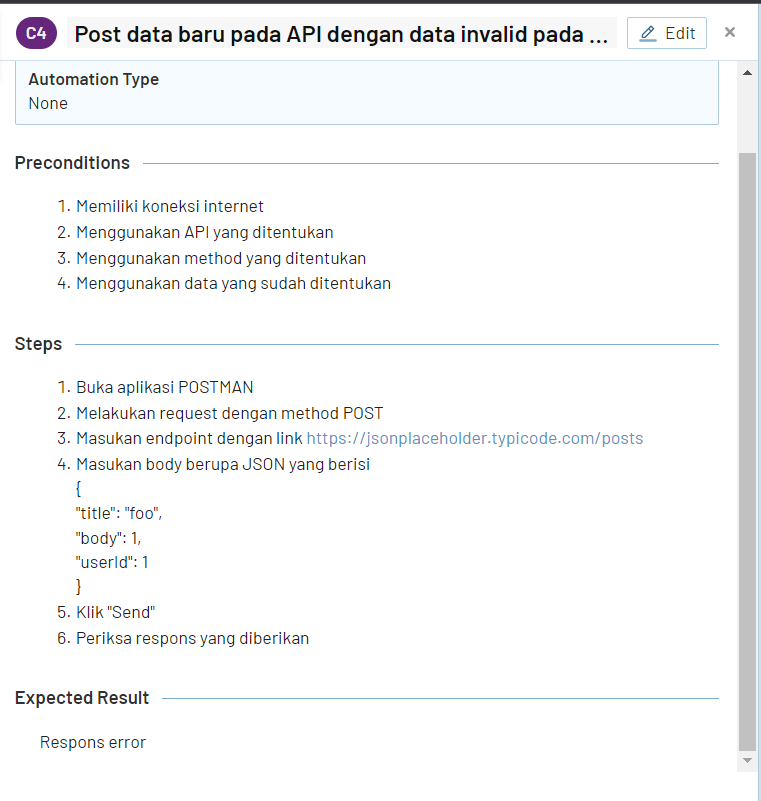 C4 Post data baru pada API dengan data invalid pada ... Edit ×
Automation Type
None
Preconditions
1. Memiliki koneksi internet
2. Menggunakan API yang ditentukan
3. Menggunakan method yang ditentukan
4. Menggunakan data yang sudah ditentukan
Steps
1. Buka aplikasi POSTMAN
2. Melakukan request dengan method POST
3. Masukan endpoint dengan link https://jsonplaceholder.typicode.com/posts
4. Masukan body berupa JSON yang berisi
{
"title": "foo",
"body": 1,
"userId": 1
}
5. Klik "Send"
6. Periksa respons yang diberikan
Expected Result
Respons error